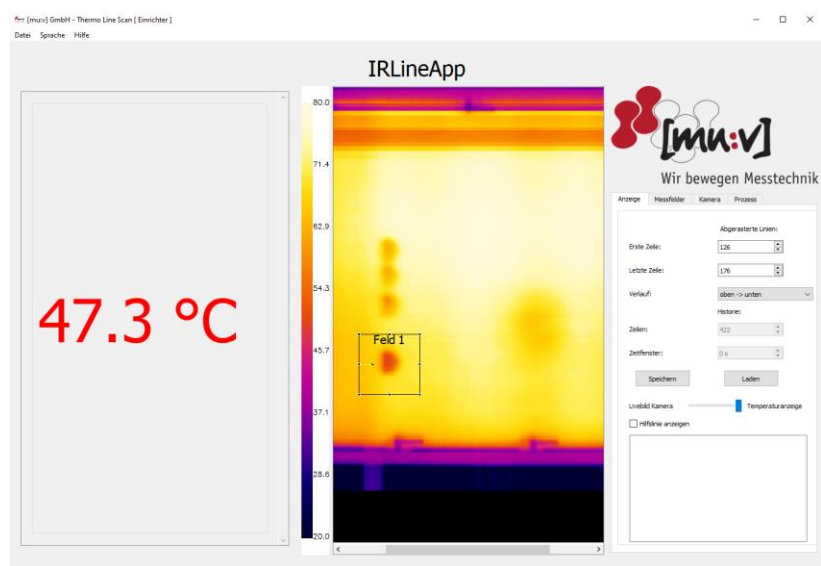 [mu:v] GmbH - Thermo Line Scan [ Einrichter ]
Datei Sprache Hilfe
IRLineApp
47.3 °C
80.0
71.4
62.9
54.3
45.7
37.1
28.6
20.0
Feld 1
[mu:v]
Wir bewegen Messtechnik
Anzeige Messfelder Kamera Prozess
Abgerasterte Linien:
Erste Zeile: 126
Letzte Zeile: 176
Verlauf: oben -> unten
Historie:
Zeilen: 422
Zeitfenster: 0 s
Speichern Laden
Livebild Kamera Temperaturanzeige
Hilfslinie anzeigen